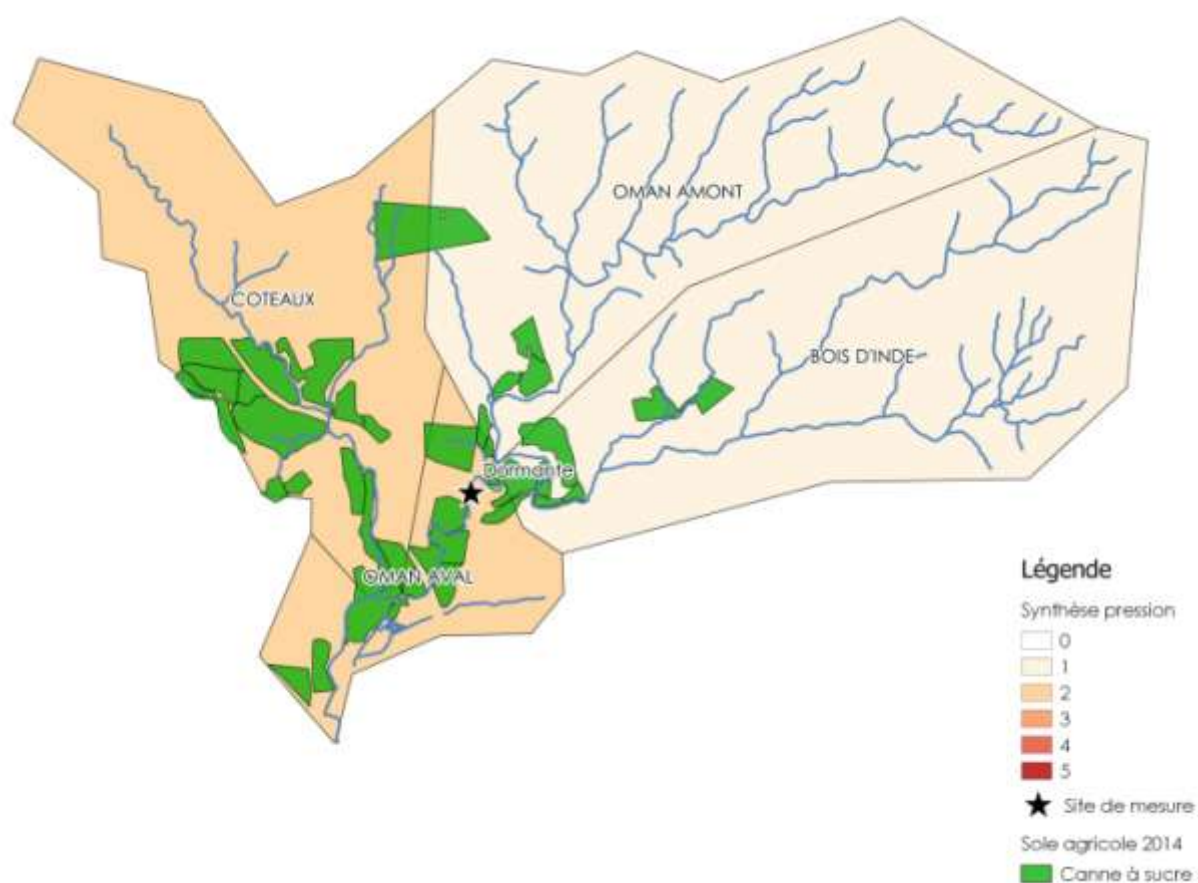 OMAN AMONT
COTEAUX
BOIS D'INDE
Dormante
OMAN AVAL
Légende
Synthèse pression
0
1
2
3
4
5
Site de mesure
Sole agricole 2014
Canne à sucre